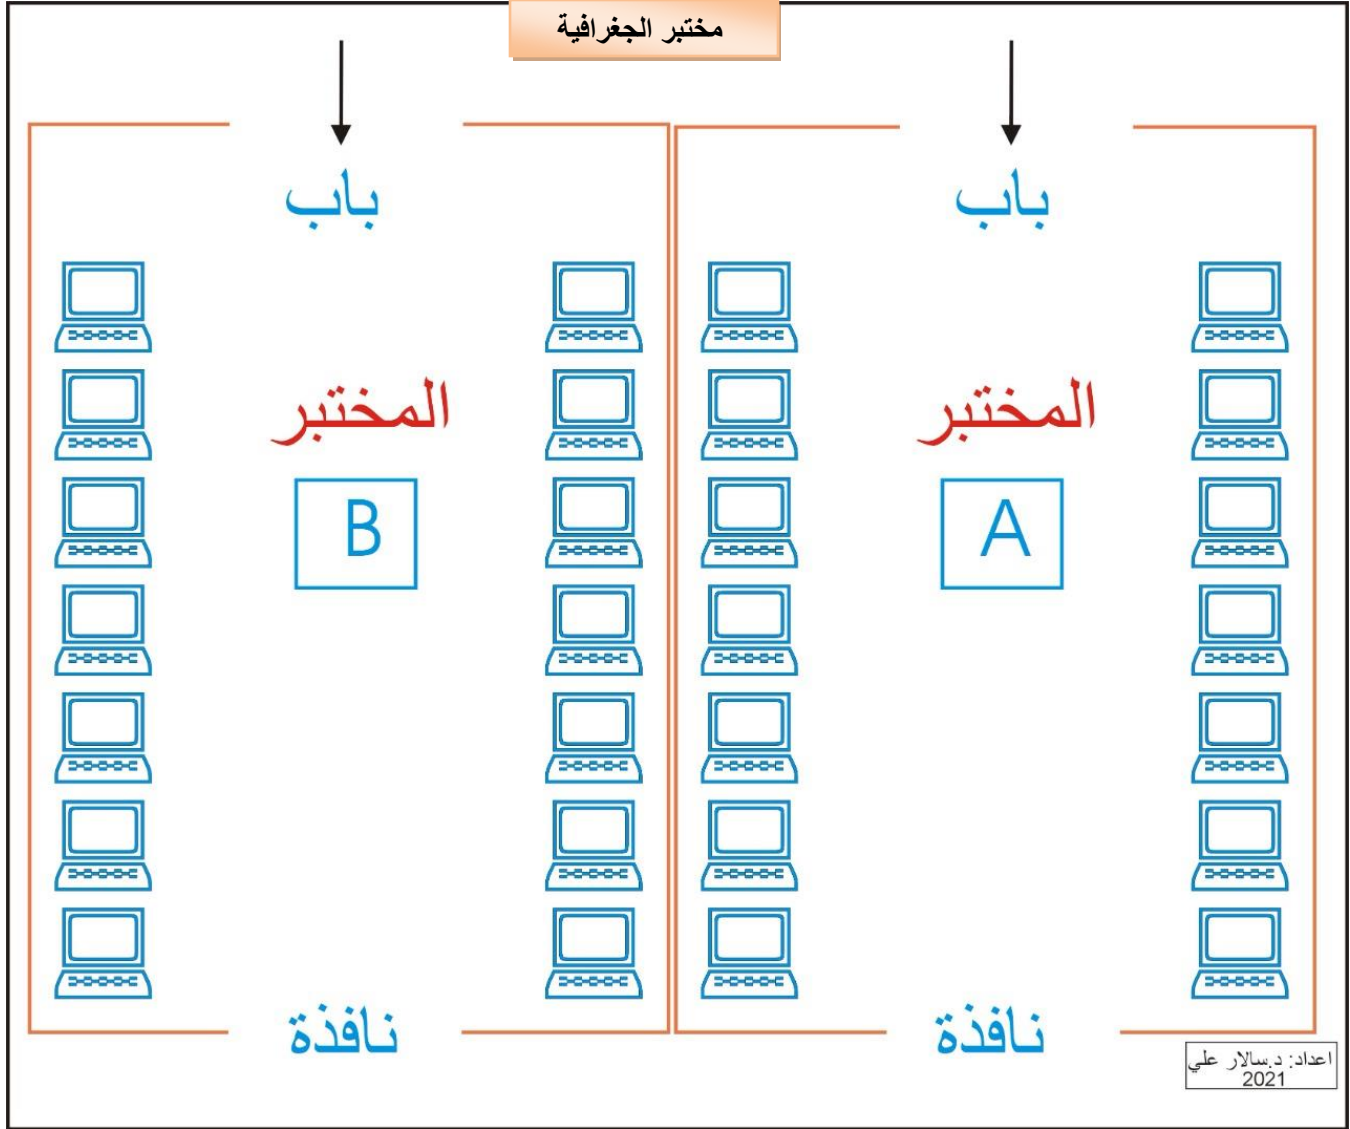 مختبر الجغرافية
باب
باب
المختبر
المختبر
A
B
نافذة
نافذة
اعداد: د.سالار علي
2021